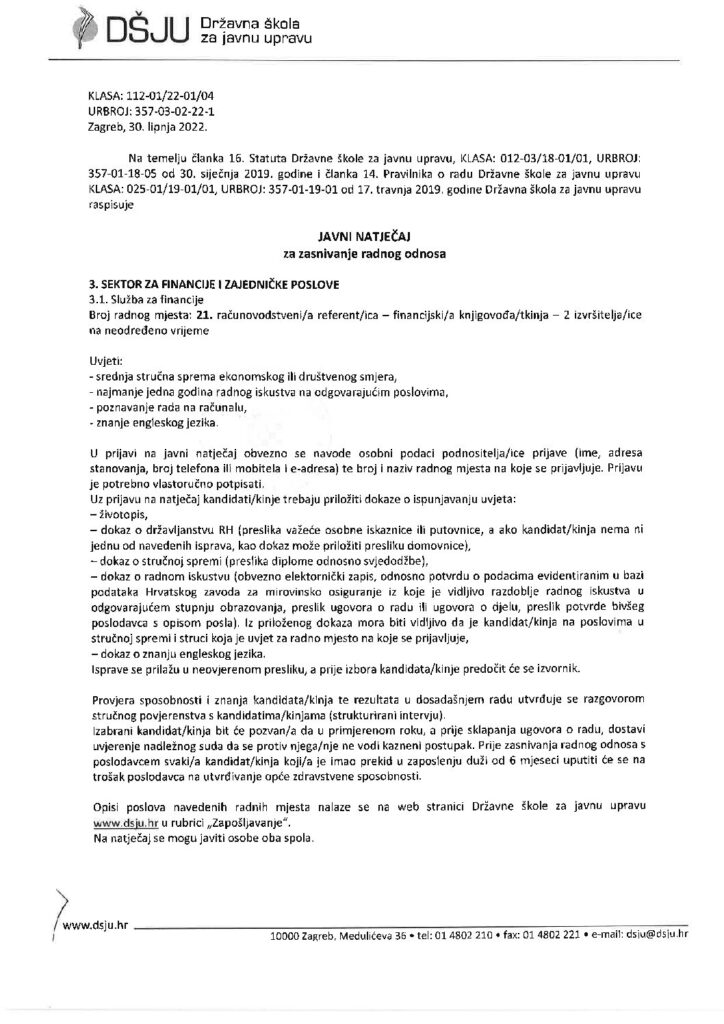 DŠJU Državna škola
za javnu upravu
KLASA: 112-01/22-01/04
URBROJ: 357-03-02-22-1
Zagreb, 30. lipnja 2022.
Na temelju članka 16. Statuta Državne škole za javnu upravu, KLASA: 012-03/18-01/01, URBROJ:
357-01-18-05 od 30. siječnja 2019. godine i članka 14. Pravilnika o radu Državne škole za javnu upravu
KLASA: 025-01/19-01/01, URBROJ: 357-01-19-01 od 17. travnja 2019. godine Državna škola za javnu upravu
raspisuje
JAVNI NATJEČAJ
za zasnivanje radnog odnosa
3. SEKTOR ZA FINANCIJE I ZAJEDNIČKE POSLOVE
3.1. Služba za financije
Broj radnog mjesta: 21. računovodstveni/a referent/ica – financijski/a knjigovođa/tkinja – 2 izvršitelja/ice
na neodređeno vrijeme
Uvjeti:
- srednja stručna sprema ekonomskog ili društvenog smjera,
- najmanje jedna godina radnog iskustva na odgovarajućim poslovima,
- poznavanje rada na računalu,
- znanje engleskog jezika.
U prijavi na javni natječaj obvezno se navode osobni podaci podnositelja/ice prijave (ime, adresa
stanovanja, broj telefona ili mobitela i e-adresa) te broj i naziv radnog mjesta na koje se prijavljuje. Prijavu
je potrebno vlastoručno potpisati.
Uz prijavu na natječaj kandidati/kinje trebaju priložiti dokaze o ispunjavanju uvjeta:
– životopis,
– dokaz o državljanstvu RH (preslika važeće osobne iskaznice ili putovnice, a ako kandidat/kinja nema ni
jednu od navedenih isprava, kao dokaz može priložiti presliku domovnice),
– dokaz o stručnoj spremi (preslika diplome odnosno svjedodžbe),
– dokaz o radnom iskustvu (obvezno elektornički zapis, odnosno potvrdu o podacima evidentiranim u bazi
podataka Hrvatskog zavoda za mirovinsko osiguranje iz koje je vidljivo razdoblje radnog iskustva u
odgovarajućem stupnju obrazovanja, preslik ugovora o radu ili ugovora o djelu, preslik potvrde bivšeg
poslodavca s opisom posla). Iz priloženog dokaza mora biti vidljivo da je kandidat/kinja na poslovima u
stručnoj spremi i struci koja je uvjet za radno mjesto na koje se prijavljuje,
– dokaz o znanju engleskog jezika.
Isprave se prilažu u neovjerenom presliku, a prije izbora kandidata/kinje predočit će se izvornik.
Provjera sposobnosti i znanja kandidata/kinja te rezultata u dosadašnjem radu utvrđuje se razgovorom
stručnog povjerenstva s kandidatima/kinjama (strukturirani intervju).
Izabrani kandidat/kinja bit će pozvan/a da u primjerenom roku, a prije sklapanja ugovora o radu, dostavi
uvjerenje nadležnog suda da se protiv njega/nje ne vodi kazneni postupak. Prije zasnivanja radnog odnosa s
poslodavcem svaki/a kandidat/kinja koji/a je imao prekid u zaposlenju duži od 6 mjeseci uputiti će se na
trošak poslodavca na utvrđivanje opće zdravstvene sposobnosti.
Opisi poslova navedenih radnih mjesta nalaze se na web stranici Državne škole za javnu upravu
www.dsju.hr u rubrici „Zapošljavanje“.
Na natječaj se mogu javiti osobe oba spola.
www.dsju.hr
10000 Zagreb, Medulićeva 36 • tel: 01 4802 210 • fax: 01 4802 221 • e-mail: dsju@dsju.hr